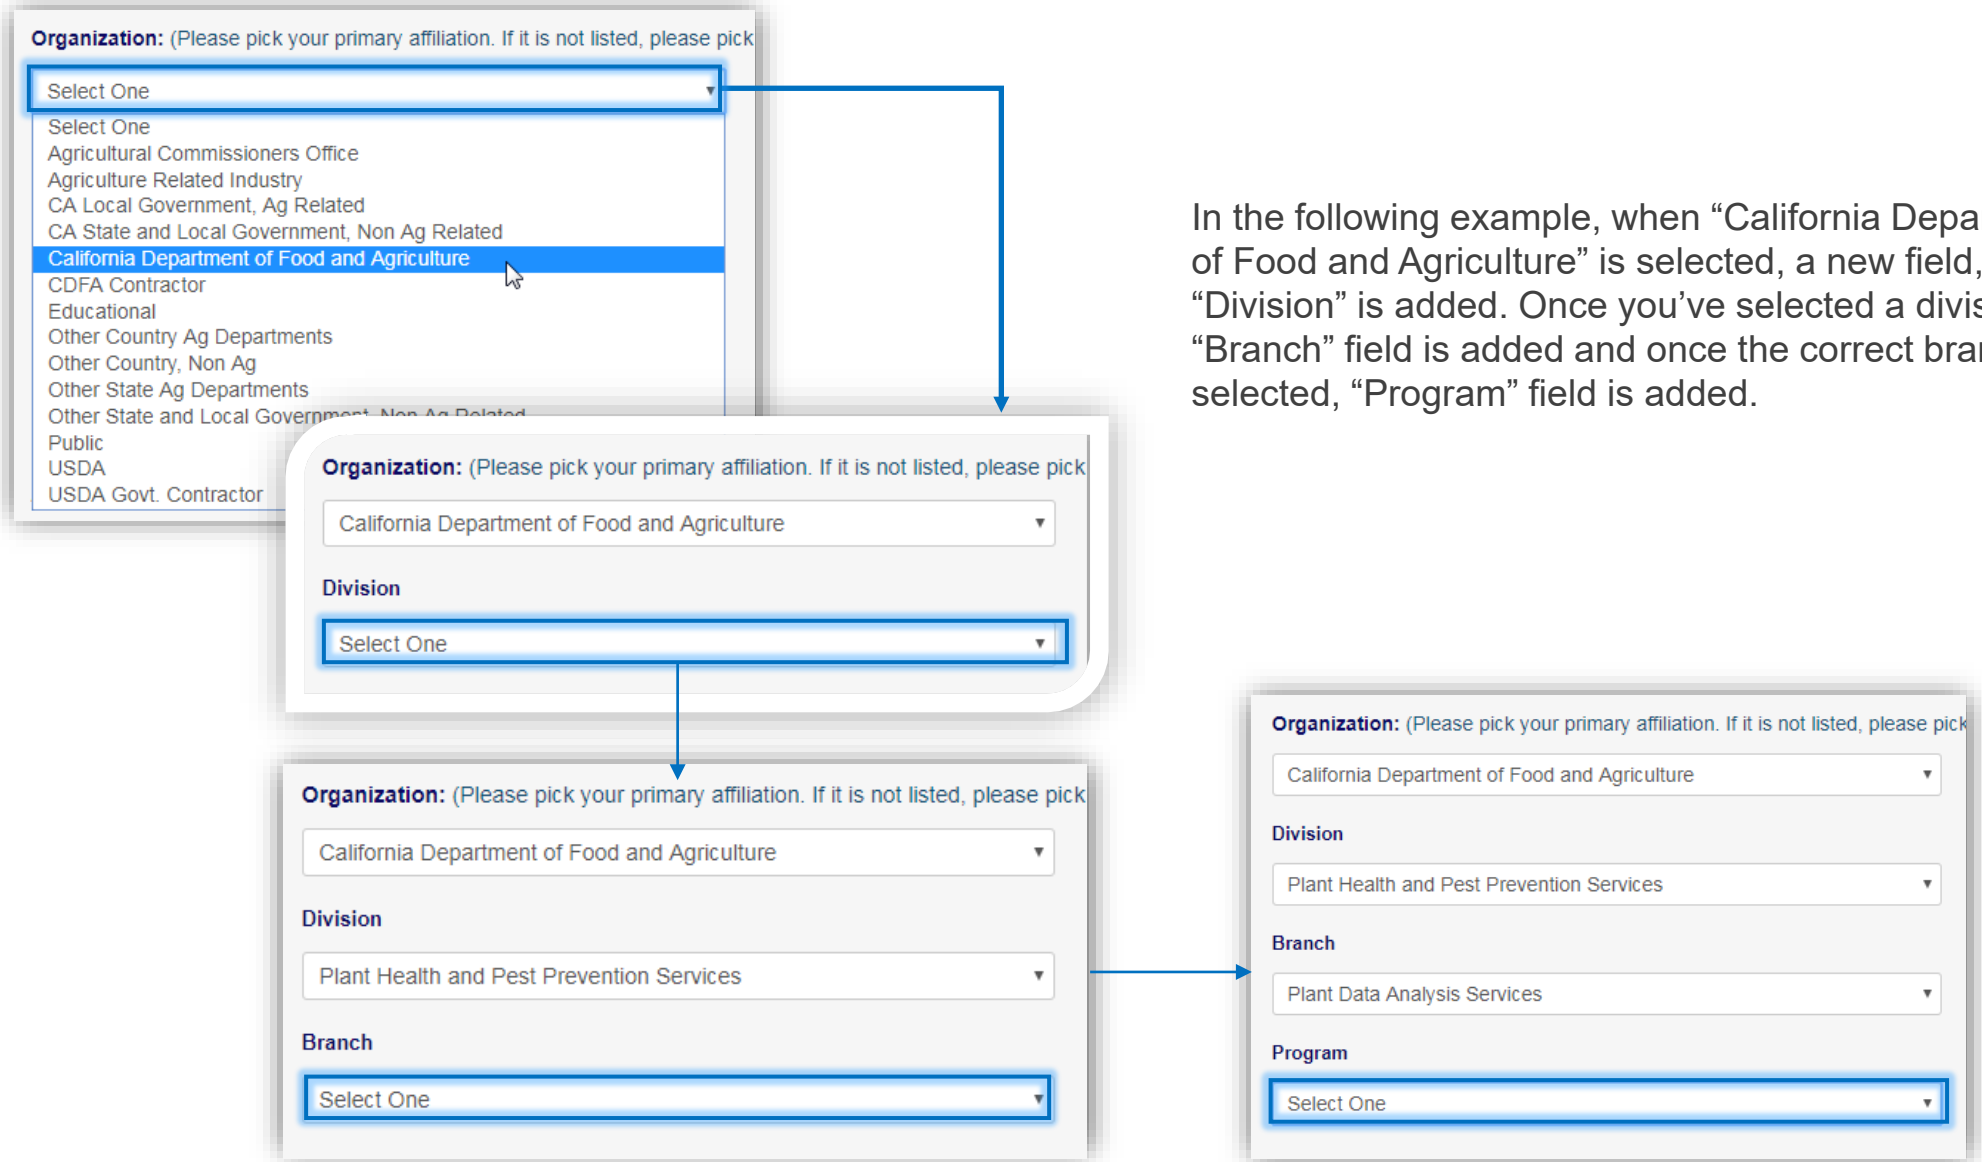 Organization: (Please pick your primary affiliation. If it is not listed, please pick
Select One
Select One
Agricultural Commissioners Office
Agriculture Related Industry
CA Local Government, Ag Related
CA State and Local Government, Non Ag Related
California Department of Food and Agriculture
CDFA Contractor
Educational
Other Country Ag Departments
Other Country, Non Ag
Other State Ag Departments
Other State and Local Government, Non Ag Related
Public
USDA
USDA Govt. Contractor
In the following example, when “California Depa
of Food and Agriculture” is selected, a new field,
“Division” is added. Once you’ve selected a divis
“Branch” field is added and once the correct bra
selected, “Program” field is added.
Organization: (Please pick your primary affiliation. If it is not listed, please pick
California Department of Food and Agriculture
Division
Select One
Organization: (Please pick your primary affiliation. If it is not listed, please pick
California Department of Food and Agriculture
Division
Plant Health and Pest Prevention Services
Branch
Select One
Organization: (Please pick your primary affiliation. If it is not listed, please pick
California Department of Food and Agriculture
Division
Plant Health and Pest Prevention Services
Branch
Plant Data Analysis Services
Program
Select One